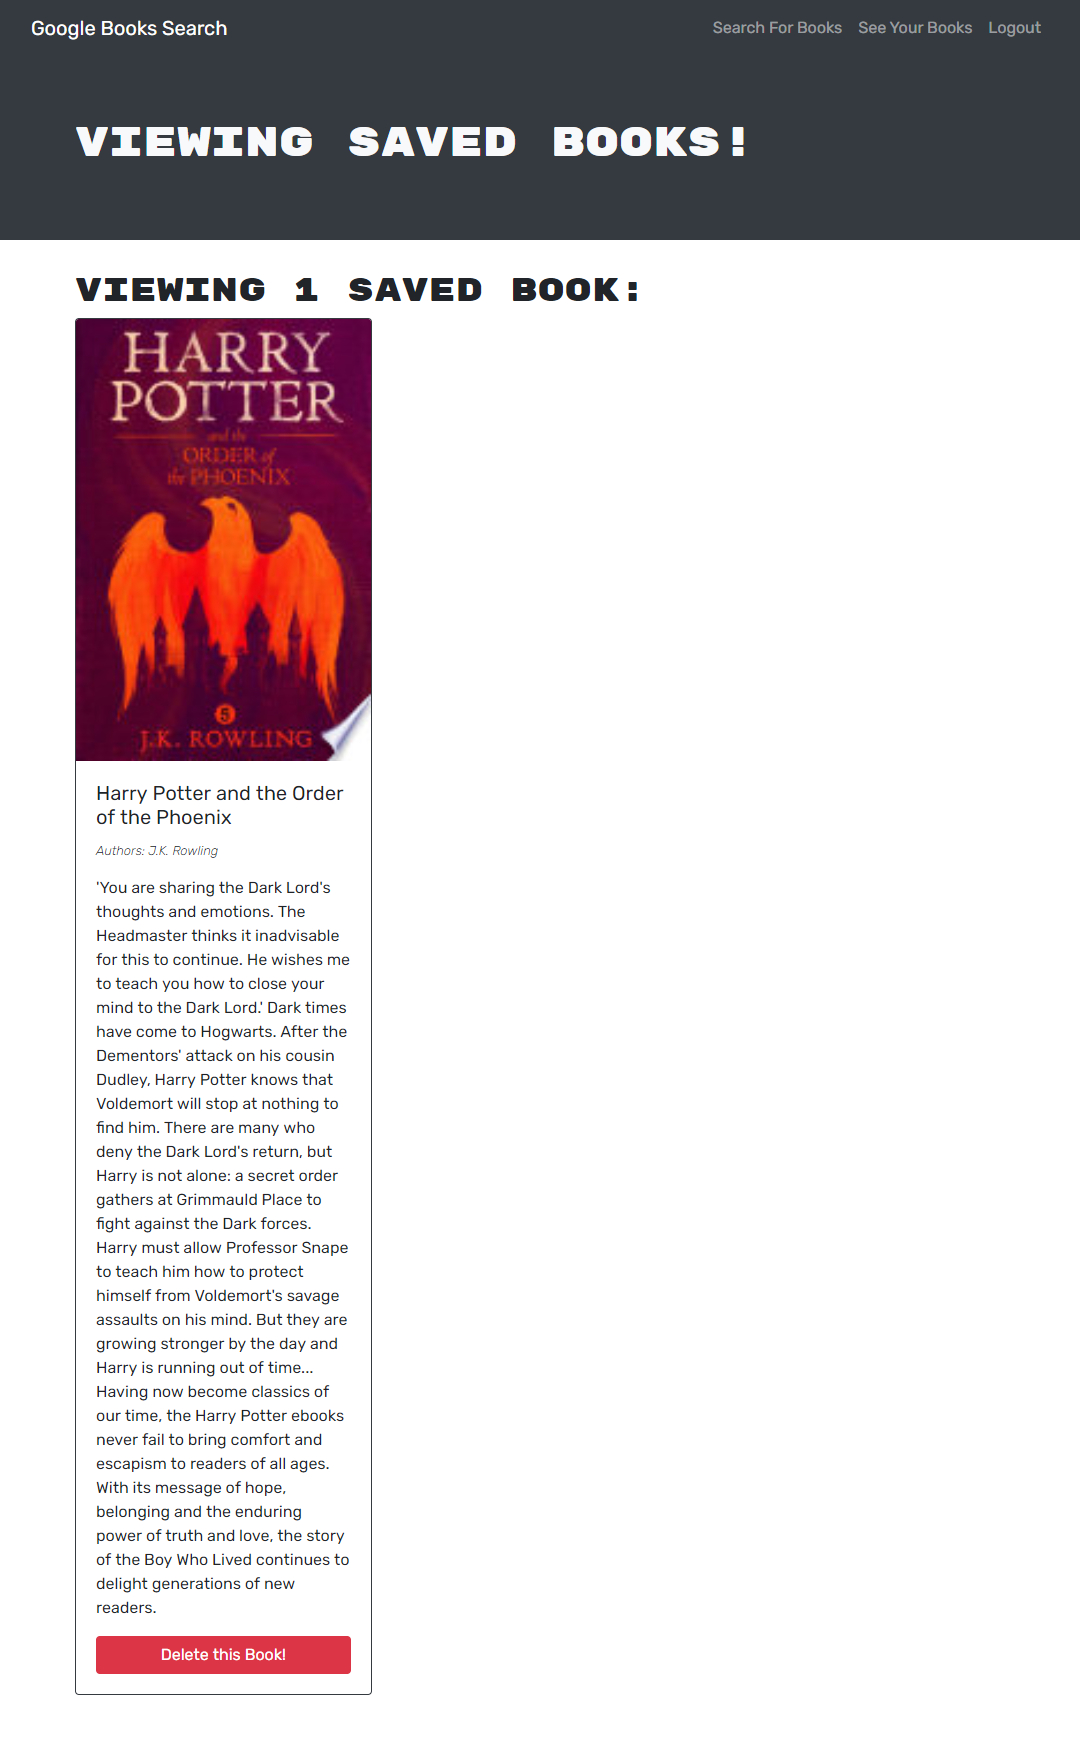 Google Books Search
Search For Books
See Your Books
Logout
VIEWING SAVED BOOKS!
VIEWING 1 SAVED BOOK:
HARRY
POTTER
and the
ORDER of
the PHOENIX
5
J.K. ROWLING
Harry Potter and the Order
of the Phoenix
Authors: J.K. Rowling
'You are sharing the Dark Lord's
thoughts and emotions. The
Headmaster thinks it inadvisable
for this to continue. He wishes me
to teach you how to close your
mind to the Dark Lord.' Dark times
have come to Hogwarts. After the
Dementors' attack on his cousin
Dudley, Harry Potter knows that
Voldemort will stop at nothing to
find him. There are many who
deny the Dark Lord's return, but
Harry is not alone: a secret order
gathers at Grimmauld Place to
fight against the Dark forces.
Harry must allow Professor Snape
to teach him how to protect
himself from Voldemort's savage
assaults on his mind. But they are
growing stronger by the day and
Harry is running out of time...
Having now become classics of
our time, the Harry Potter ebooks
never fail to bring comfort and
escapism to readers of all ages.
With its message of hope,
belonging and the enduring
power of truth and love, the story
of the Boy Who Lived continues to
delight generations of new
readers.
Delete this Book!